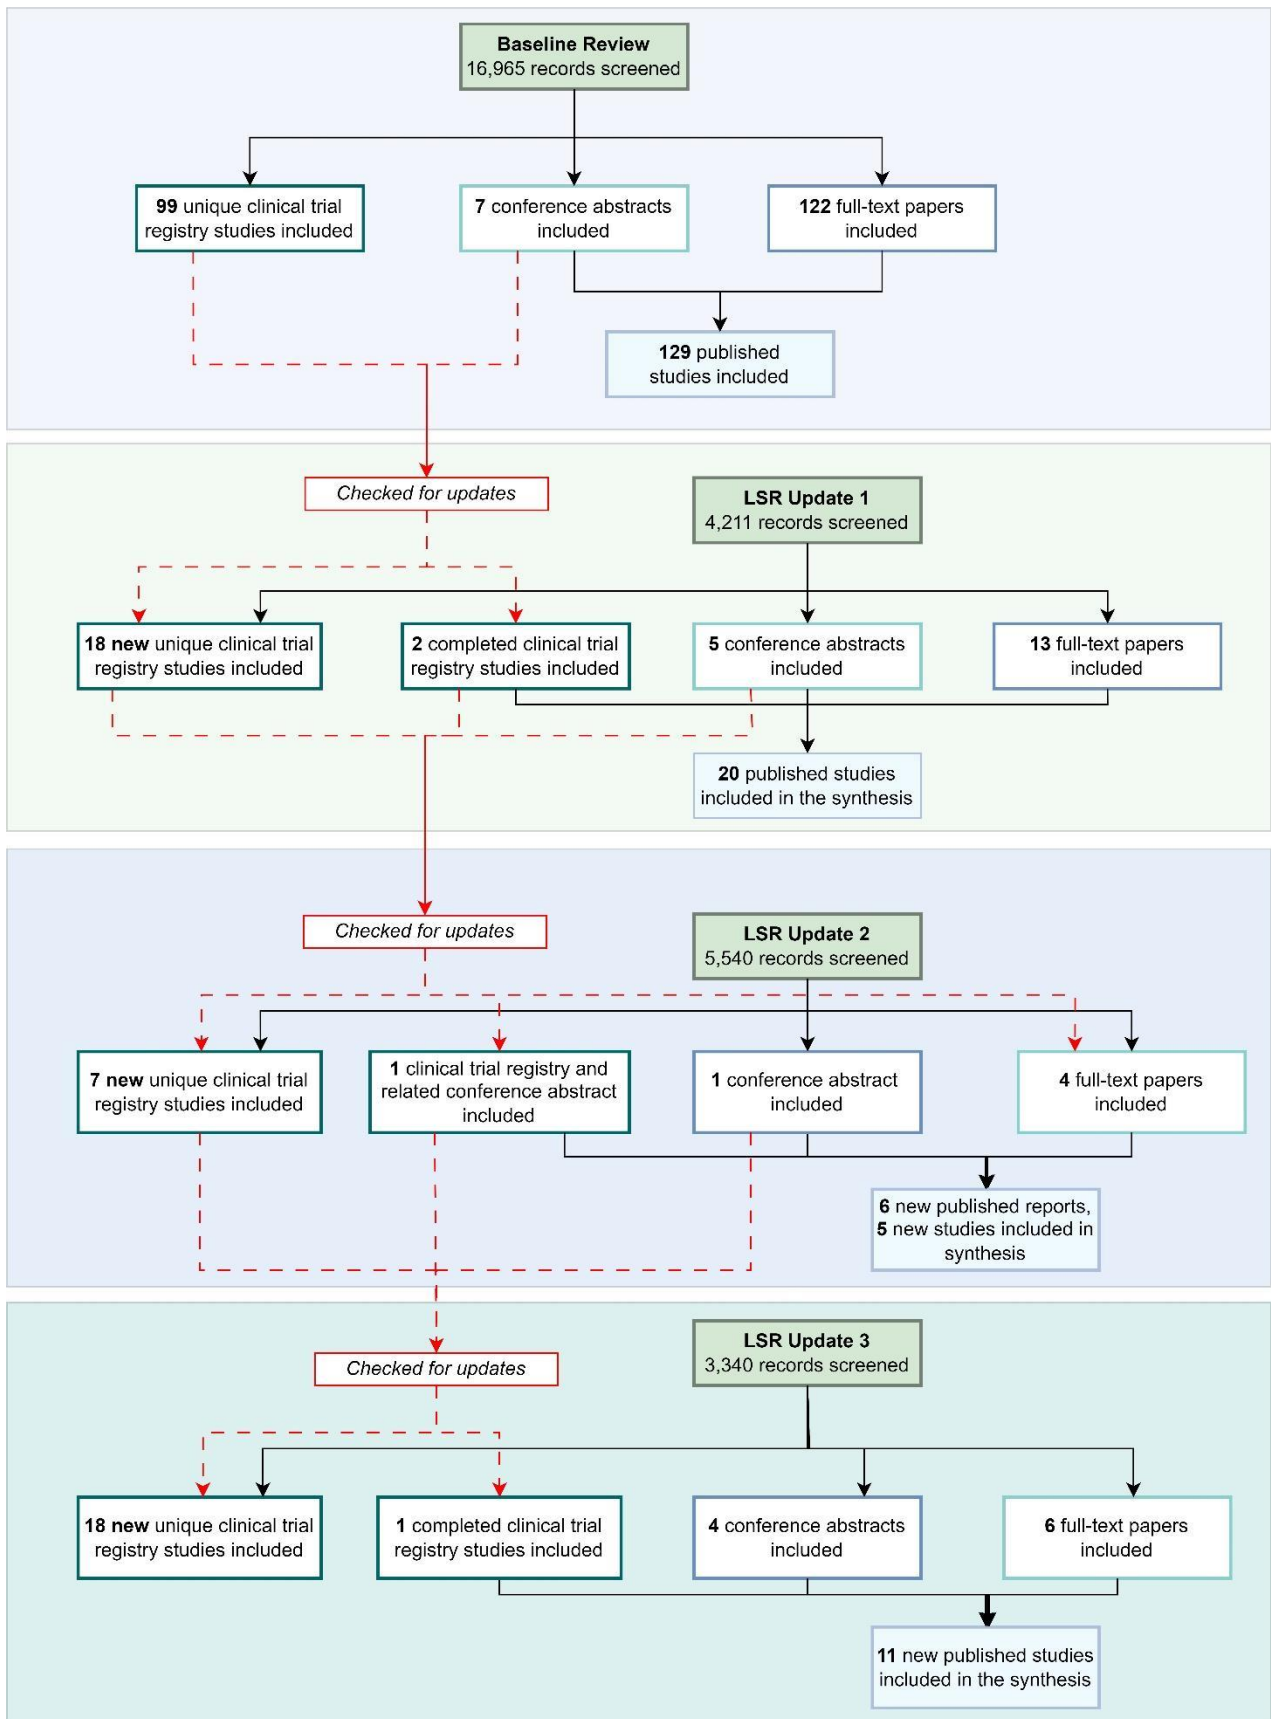 Baseline Review
16,965 records screened
99 unique clinical trial
registry studies included
7 conference abstracts
included
122 full-text papers
included
129 published
studies included
Checked for updates
LSR Update 1
4,211 records screened
18 new unique clinical trial
registry studies included
2 completed clinical trial
registry studies included
5 conference abstracts
included
13 full-text papers
included
20 published studies
included in the synthesis
Checked for updates
LSR Update 2
5,540 records screened
7 new unique clinical trial
registry studies included
1 clinical trial registry and
related conference abstract
included
1 conference abstract
included
4 full-text papers
included
6 new published reports,
5 new studies included in
synthesis
LSR Update 3
3,340 records screened
Checked for updates
18 new unique clinical trial
registry studies included
1 completed clinical trial
registry studies included
4 conference abstracts
included
6 full-text papers
included
11 new published studies
included in the synthesis